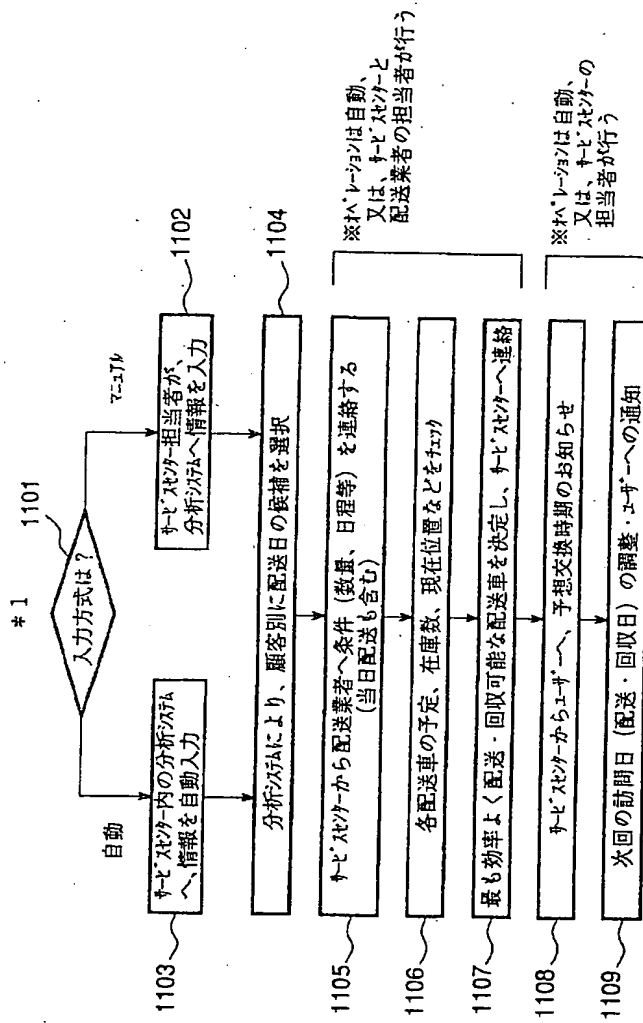 *1
1101
入力方式は?
自動
マニュアル
1102
サービスセンター担当者が、
分析システムへ情報を入力
1103
サービスセンター内の分析システム
へ、情報を自動入力
1104
分析システムにより、顧客別に配送日の候補を選択
1105
サービスセンターから配送業者へ条件(数量、日程等)を連絡する
(当日配送も含む)
1106
各配送車の予定、在庫数、現在位置などをチェック
1107
最も効率よく配送・回収可能な配送車を決定し、サービスセンターへ連絡
※オペレーションは自動、
又は、サービスセンターと
配送業者の担当者が行う
1108
サービスセンターからユーザーへ、予想交換時期のお知らせ
1109
次回の訪問日(配送・回収日)の調整・ユーザーへの通知
※オペレーションは自動、
又は、サービスセンターの
担当者が行う